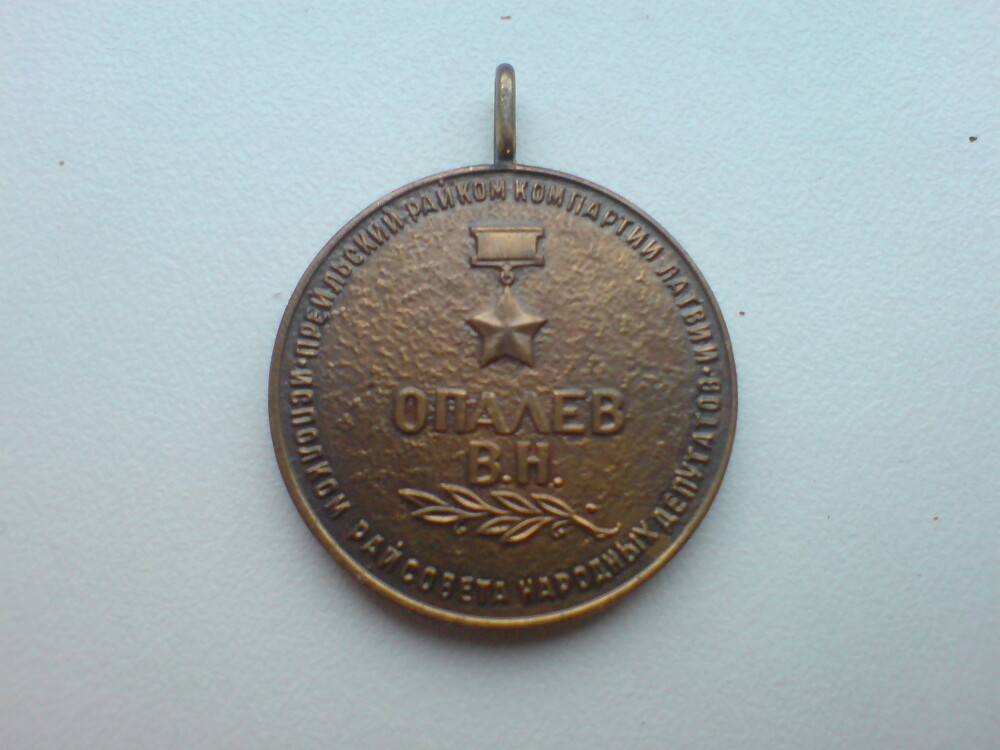 ПРЕЙЛЬСКИЙ РАЙКОМ КОМПАРТИИ ЛАТВИИ
ИСПОЛКОМ РАЙСОВЕТА НАРОДНЫХ ДЕПУТАТОВ
ОПАЛЕВ
В.Н.